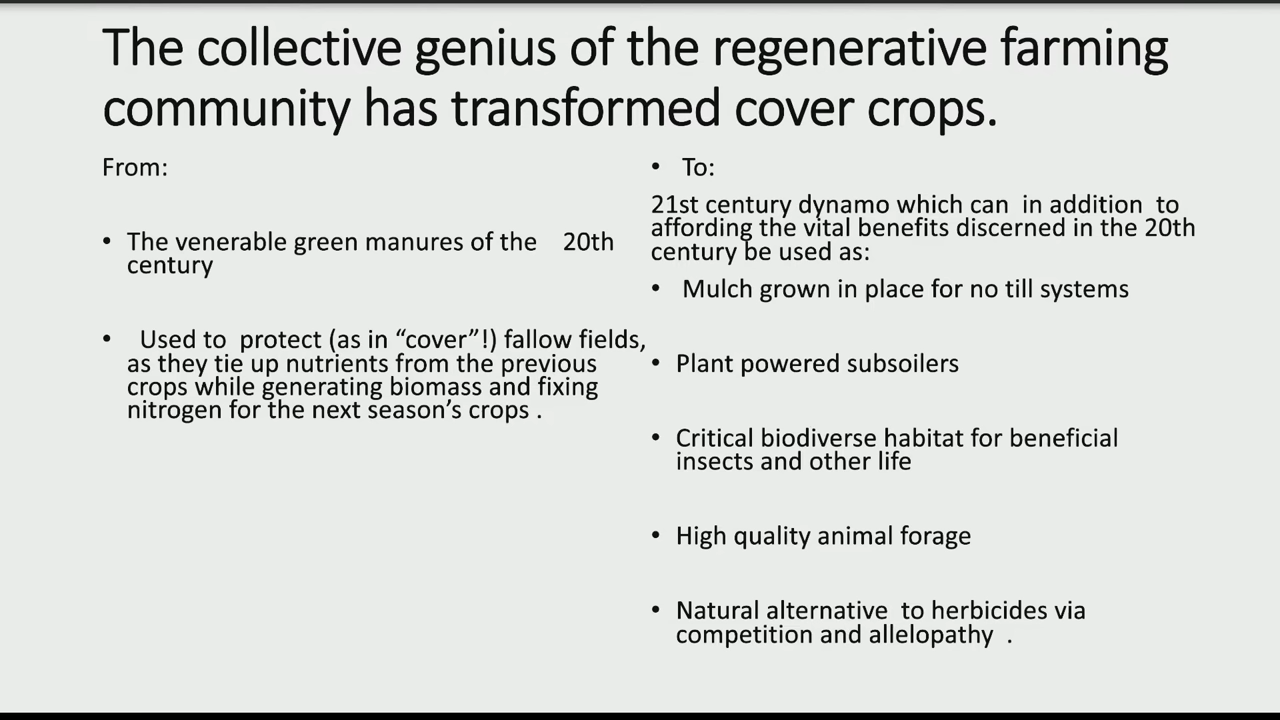 The collective genius of the regenerative farming
community has transformed cover crops.
From:
• The venerable green manures of the 20th
century
• Used to protect (as in “cover”!) fallow fields,
as they tie up nutrients from the previous
crops while generating biomass and fixing
nitrogen for the next season’s crops .
• To:
21st century dynamo which can in addition to
affording the vital benefits discerned in the 20th
century be used as:
• Mulch grown in place for no till systems
• Plant powered subsoilers
• Critical biodiverse habitat for beneficial
insects and other life
• High quality animal forage
• Natural alternative to herbicides via
competition and allelopathy .